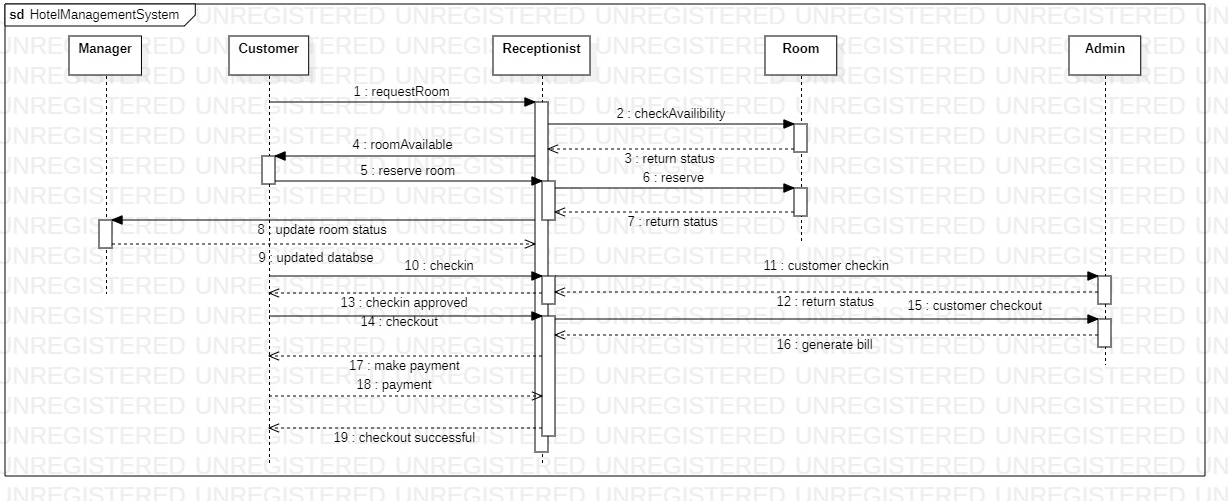 sd HotelManagementSystem
Manager Customer Receptionist Room Admin
1 : requestRoom
2 : checkAvailibility
4 : roomAvailable
3 : return status
5 : reserve room
6 : reserve
7 : return status
8 : update room status
9 : updated databse
10 : checkin
11 : customer checkin
12 : return status
13 : checkin approved
15 : customer checkout
14 : checkout
16 : generate bill
17 : make payment
18 : payment
19 : checkout successful
UNREGISTERED